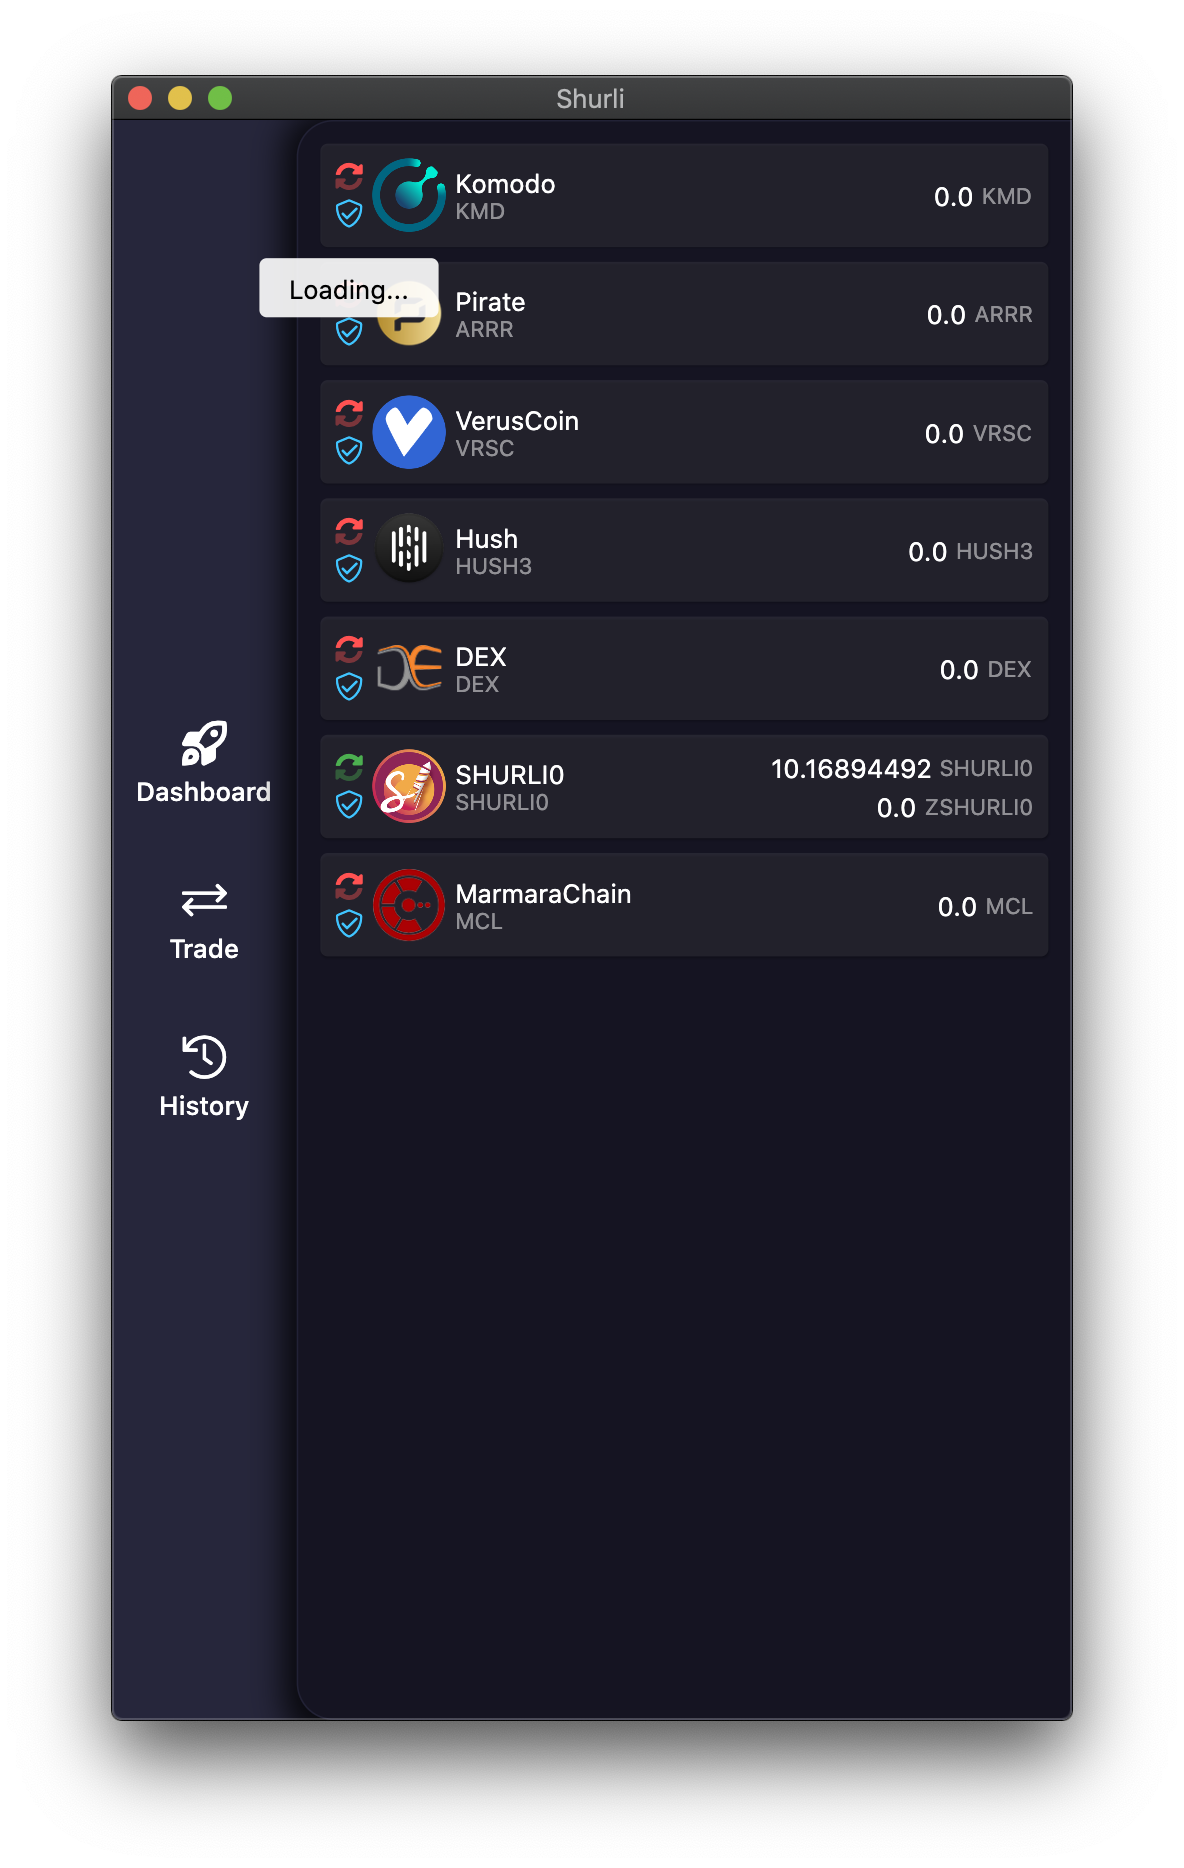 Shurli
Komodo
KMD
0.0 KMD
Loading...
Pirate
ARRR
0.0 ARRR
VerusCoin
VRSC
0.0 VRSC
Hush
HUSH3
0.0 HUSH3
DEX
DEX
0.0 DEX
SHURLI0
SHURLI0
10.16894492 SHURLI0
0.0 ZSHURLI0
MarmaraChain
MCL
0.0 MCL
Dashboard
Trade
History